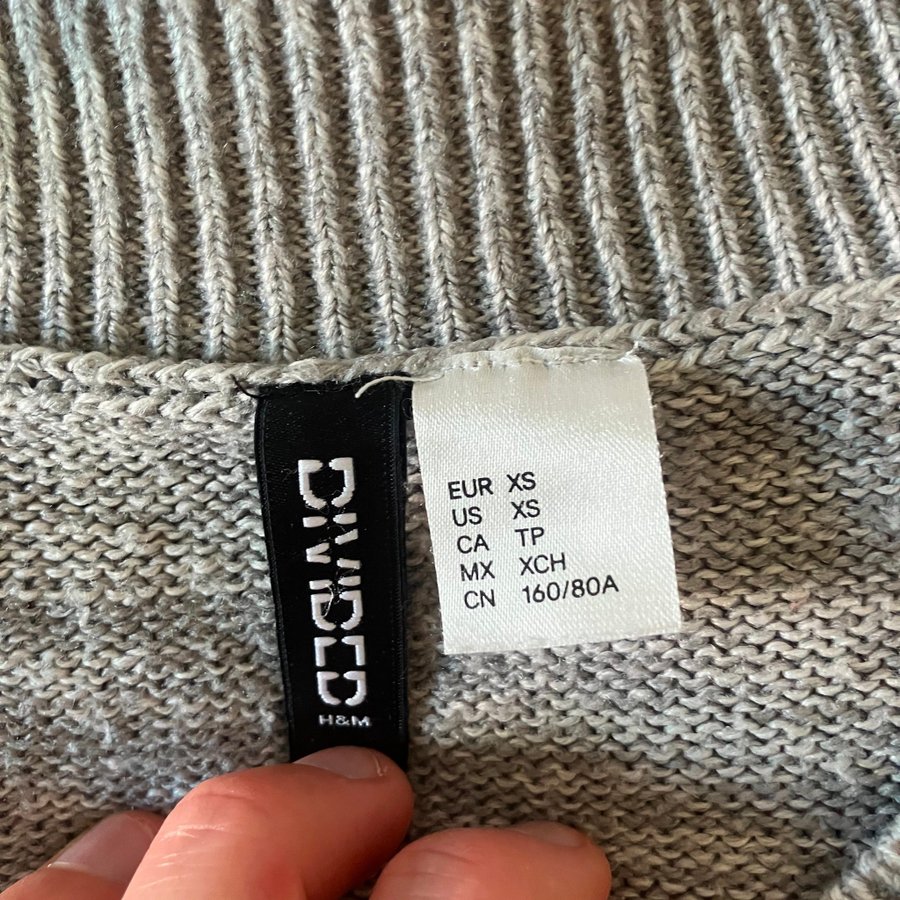 DIVIDED
H&M
EUR XS
US XS
CA TP
MX XCH
CN 160/80A